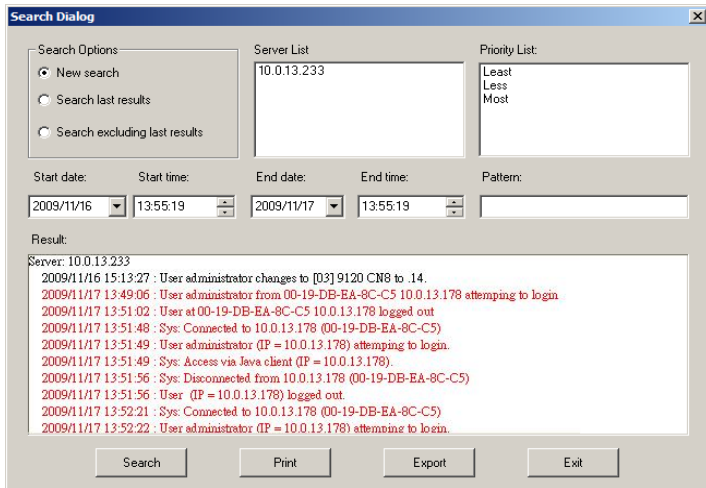 Search Dialog
Search Options
New search
Search last results
Search excluding last results
Server List
10.0.13.233
Priority List:
Least
Less
Most
Start date:
Start time:
End date:
End time:
Pattern:
2009/11/16
13:55:19
2009/11/17
13:55:19
Result:
Server: 10.0.13.233
2009/11/16 15:13:27 : User administrator changes to [03] 9120 CN8 to .14.
2009/11/17 13:49:06 : User administrator from 00-19-DB-EA-8C-C5 10.0.13.178 attemping to login
2009/11/17 13:51:02 : User at 00-19-DB-EA-8C-C5 10.0.13.178 logged out
2009/11/17 13:51:48 : Sys: Connected to 10.0.13.178 (00-19-DB-EA-8C-C5)
2009/11/17 13:51:49 : User administrator (IP = 10.0.13.178) attemping to login.
2009/11/17 13:51:49 : Sys: Access via Java client (IP = 10.0.13.178).
2009/11/17 13:51:56 : Sys: Disconnected from 10.0.13.178 (00-19-DB-EA-8C-C5)
2009/11/17 13:51:56 : User (IP = 10.0.13.178) logged out.
2009/11/17 13:52:21 : Sys: Connected to 10.0.13.178 (00-19-DB-EA-8C-C5)
2009/11/17 13:52:22 : User administrator (IP = 10.0.13.178) attemping to login.
Search
Print
Export
Exit